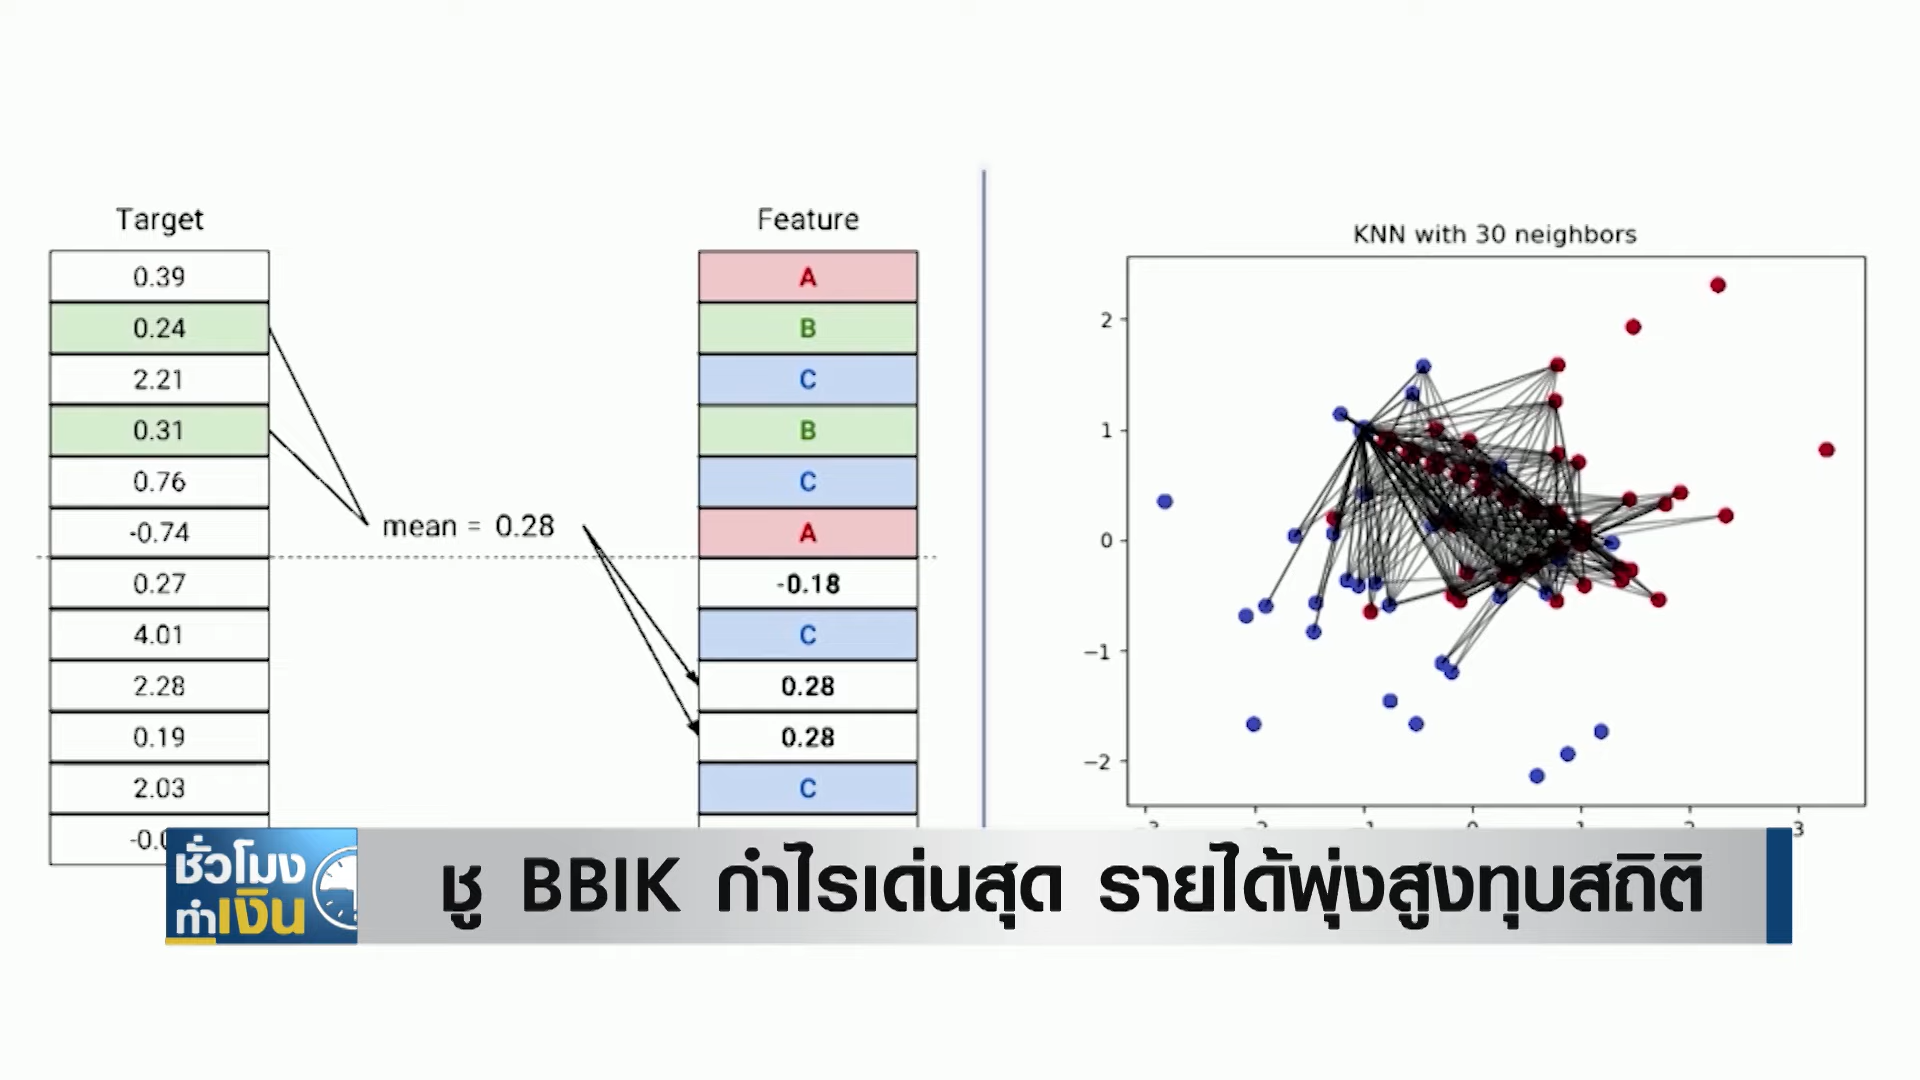 Target
0.39
0.24
2.21
0.31
0.76
-0.74
0.27
4.01
2.28
0.19
2.03
mean = 0.28
Feature
A
B
C
B
C
A
-0.18
C
0.28
0.28
C
KNN with 30 neighbors
2
1
0
−1
−2
3
ชั่วโมง
ทำเงิน
ชู BBIK กำไรเด่นสุด รายได้พุ่งสูงทุบสถิติ